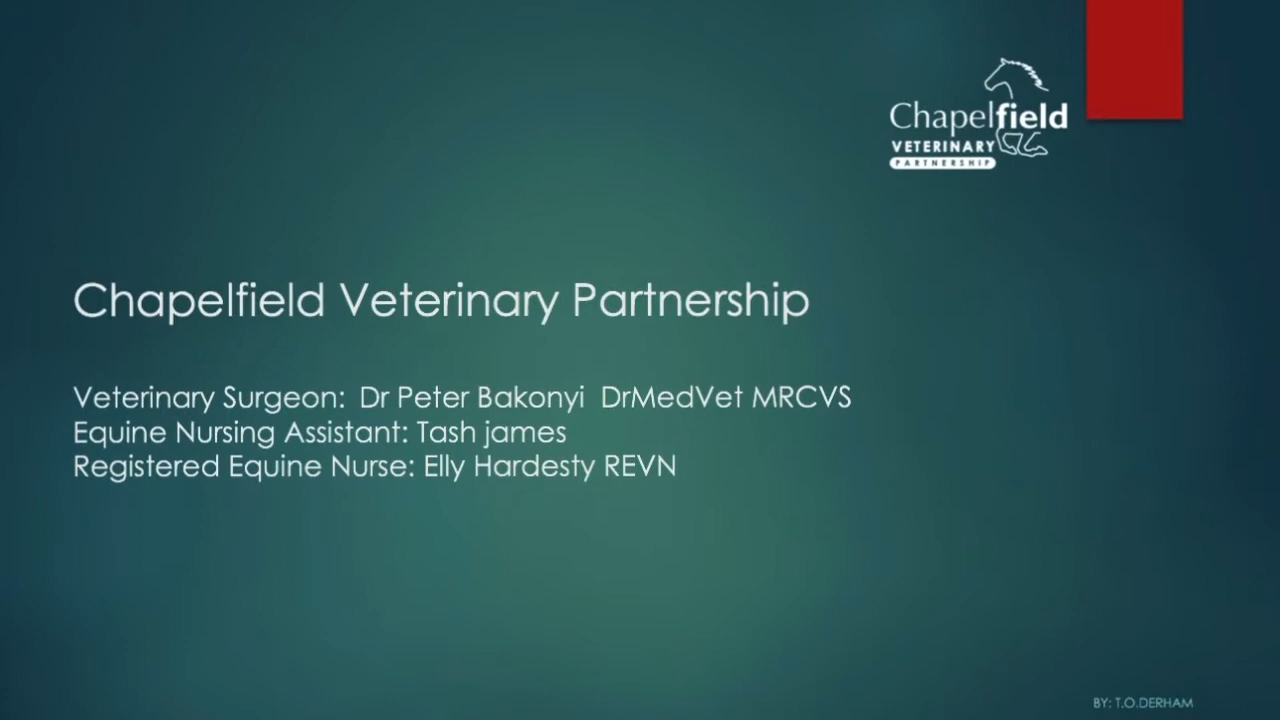 Chapelfield
VETERINARY
PARTNERSHIP
Chapelfield Veterinary Partnership
Veterinary Surgeon: Dr Peter Bakonyi DrMedVet MRCVS
Equine Nursing Assistant: Tash james
Registered Equine Nurse: Elly Hardesty REVN
BY: T.O.DERHAM